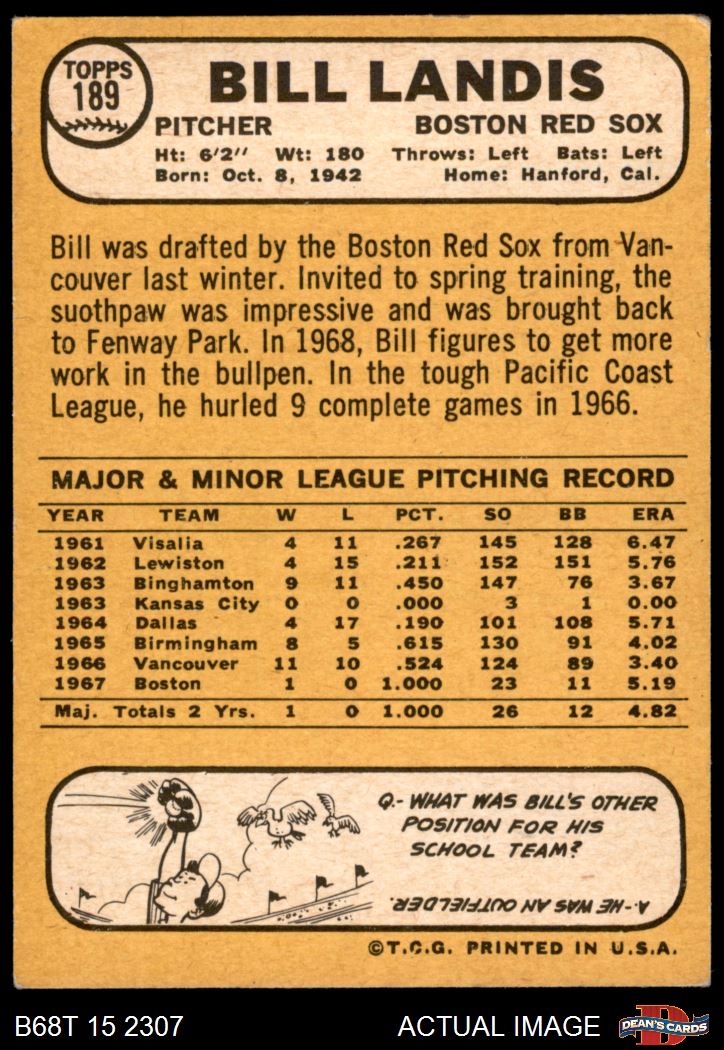 TOPPS
189
BILL LANDIS
PITCHER BOSTON RED SOX
Ht: 6'2" Wt: 180 Throws: Left Bats: Left
Born: Oct. 8, 1942 Home: Hanford, Cal.
Bill was drafted by the Boston Red Sox from Van-
couver last winter. Invited to spring training, the
suothpaw was impressive and was brought back
to Fenway Park. In 1968, Bill figures to get more
work in the bullpen. In the tough Pacific Coast
League, he hurled 9 complete games in 1966.
MAJOR & MINOR LEAGUE PITCHING RECORD
YEAR TEAM W L PCT. SO BB ERA
1961 Visalia 4 11 .267 145 128 6.47
1962 Lewiston 4 15 .211 152 151 5.76
1963 Binghamton 9 11 .450 147 76 3.67
1963 Kansas City 0 0 .000 3 1 0.00
1964 Dallas 4 17 .190 101 108 5.71
1965 Birmingham 8 5 .615 130 91 4.02
1966 Vancouver 11 10 .524 124 89 3.40
1967 Boston 1 0 1.000 23 11 5.19
Maj. Totals 2 Yrs. 1 0 1.000 26 12 4.82
Q.- WHAT WAS BILL'S OTHER
POSITION FOR HIS
SCHOOL TEAM?
A.- HE WAS AN OUTFIELDER.
©T.C.G. PRINTED IN U.S.A.
B68T 15 2307 ACTUAL IMAGE D DEAN'S CARDS